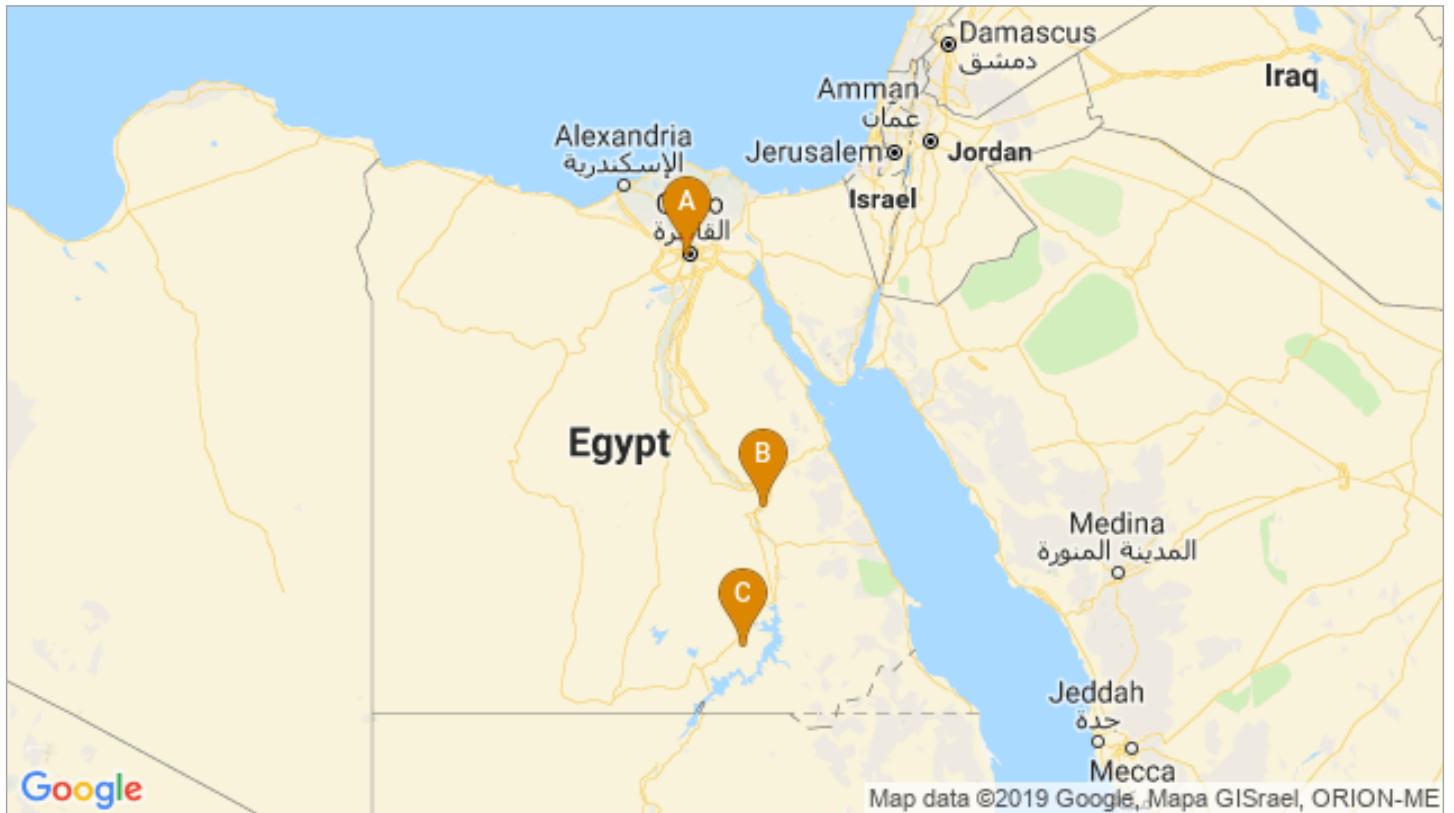 Damascus
دمشق
Iraq
Amman
عمان
Alexandria
الإسكندرية
Jerusalem
Jordan
Israel
A
Egypt
B
Medina
المدينة المنورة
C
Jeddah
جدة
Mecca
Google
Map data ©2019 Google, Mapa GISrael, ORION-ME